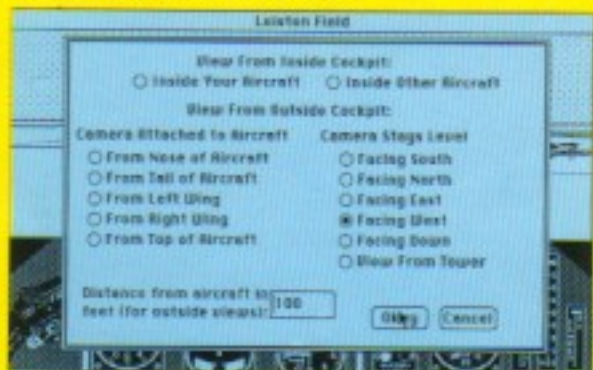 Leiston Field
View From Inside Cockpit:
Inside Your Aircraft Inside Other Aircraft
View From Outside Cockpit:
Camera Attached to Aircraft Camera Stays Level
From Nose of Aircraft Facing South
From Tail of Aircraft Facing North
From Left Wing Facing East
From Right Wing Facing West
From Top of Aircraft Facing Down
View From Tower
Distance from aircraft in
feet (for outside views): 100
Okay Cancel